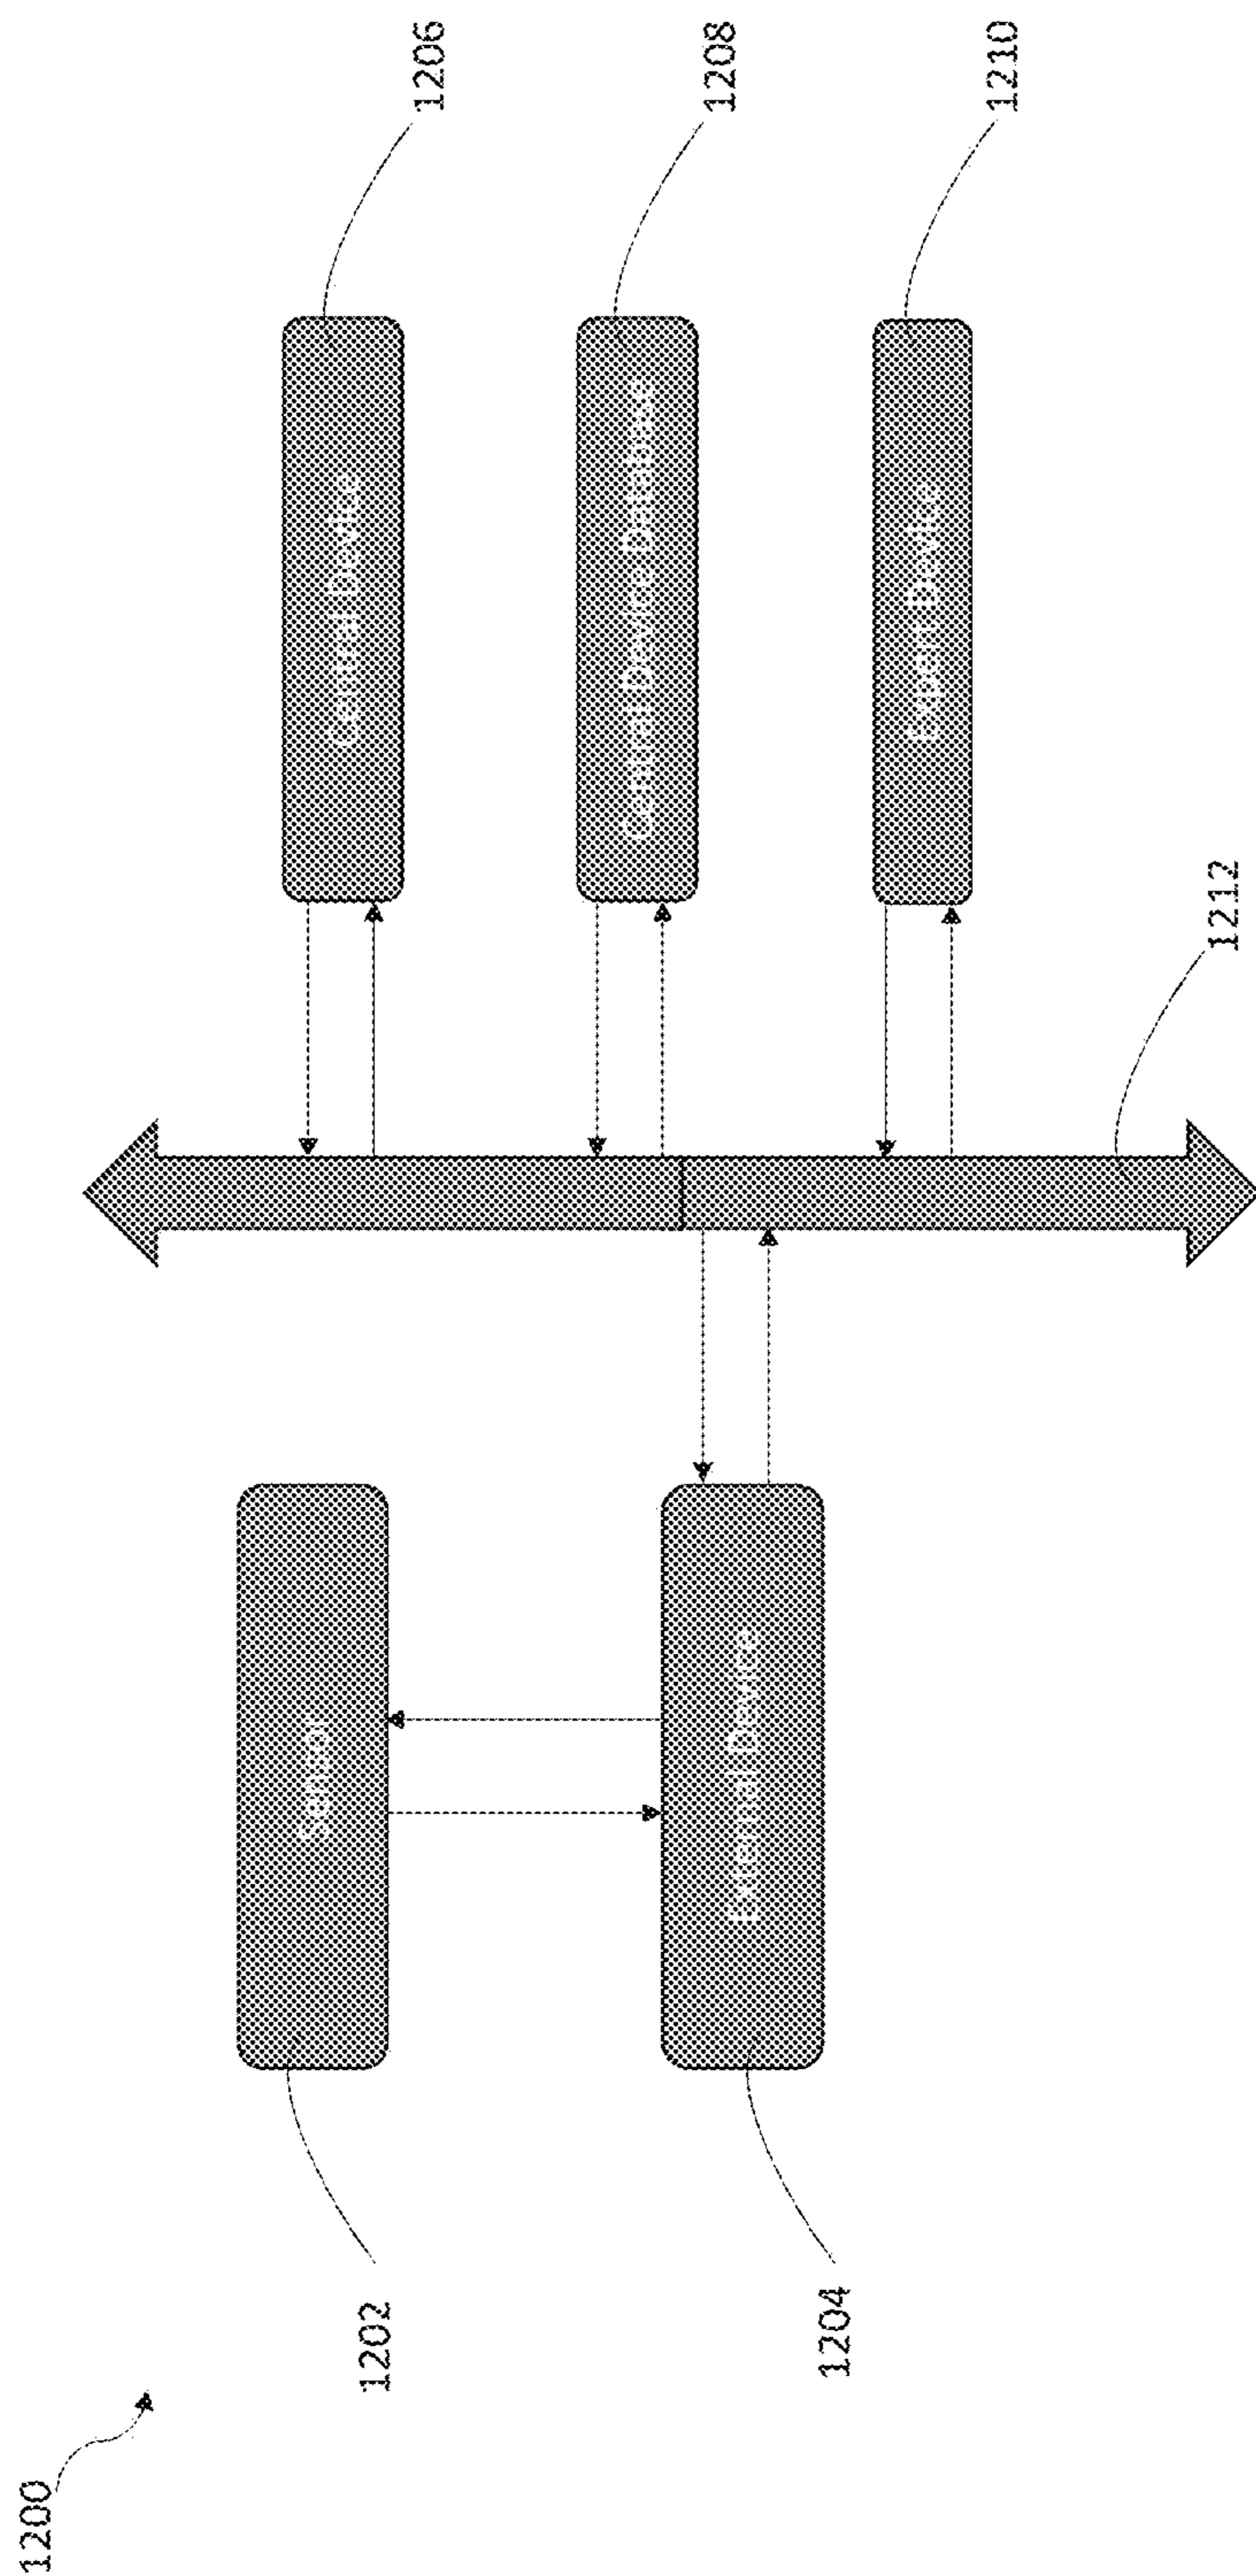 1200
1202
Sensor
1204
External Device
1212
1206
Central Device
1208
Central Device Database
1210
Expert Device